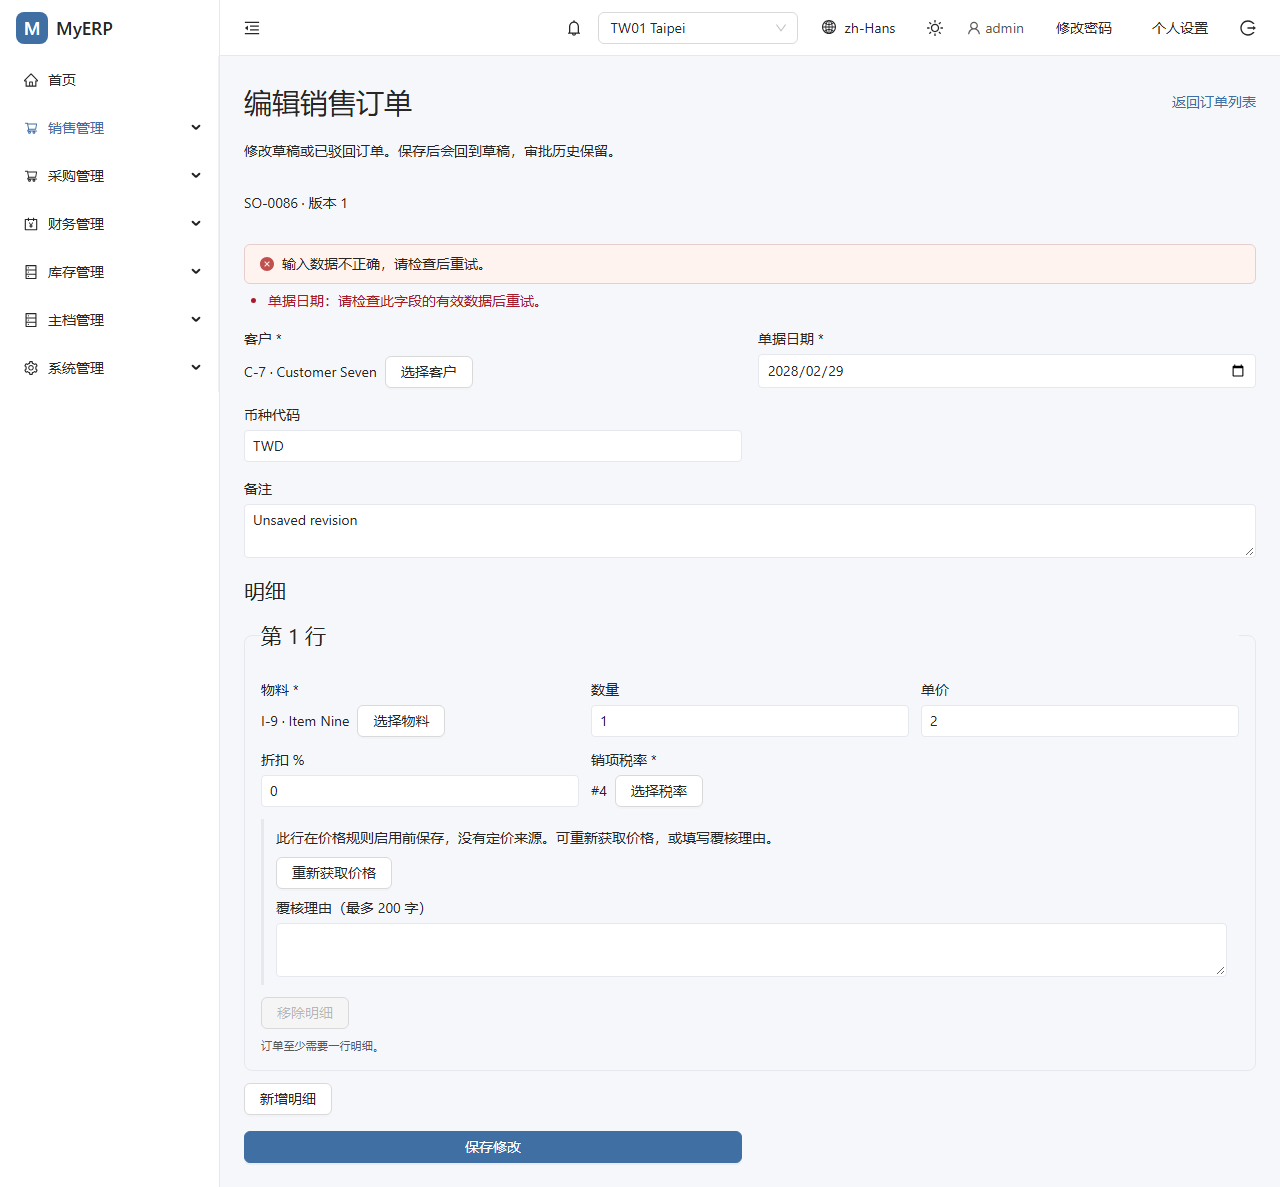 M MyERP
TW01 Taipei
zh-Hans
admin
修改密码
个人设置
首页
销售管理
采购管理
财务管理
库存管理
主档管理
系统管理
编辑销售订单
返回订单列表
修改草稿或已驳回订单。保存后会回到草稿，审批历史保留。
SO-0086 · 版本 1
输入数据不正确，请检查后重试。
• 单据日期：请检查此字段的有效数据后重试。
客户 *
单据日期 *
C-7 · Customer Seven 选择客户
2028/02/29
币种代码
TWD
备注
Unsaved revision
明细
第 1 行
物料 *
数量
单价
I-9 · Item Nine 选择物料
1
2
折扣 %
销项税率 *
0
#4 选择税率
此行在价格规则启用前保存，没有定价来源。可重新获取价格，或填写覆核理由。
重新获取价格
覆核理由（最多 200 字）
移除明细
订单至少需要一行明细。
新增明细
保存修改